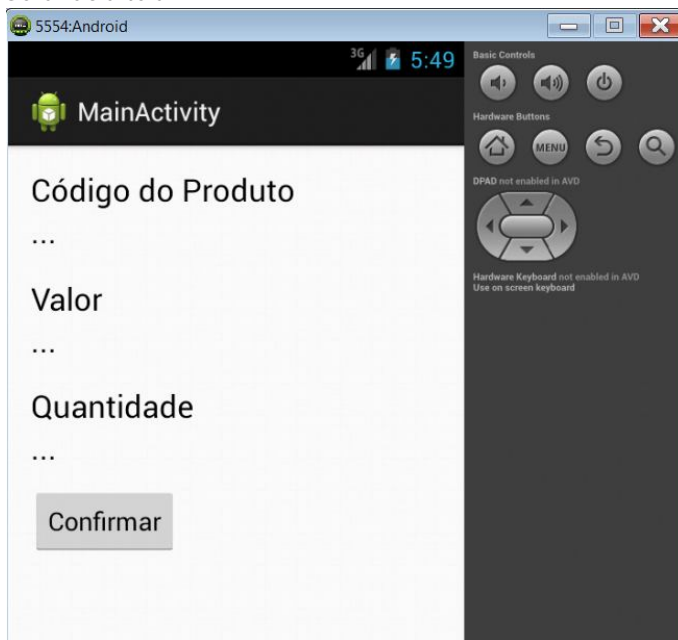 5554:Android
3G 5:49
MainActivity
Código do Produto
...
Valor
...
Quantidade
...
Confirmar
Basic Controls
Hardware Buttons
MENU
DPAD not enabled in AVD
Hardware Keyboard not enabled in AVD
Use on screen keyboard